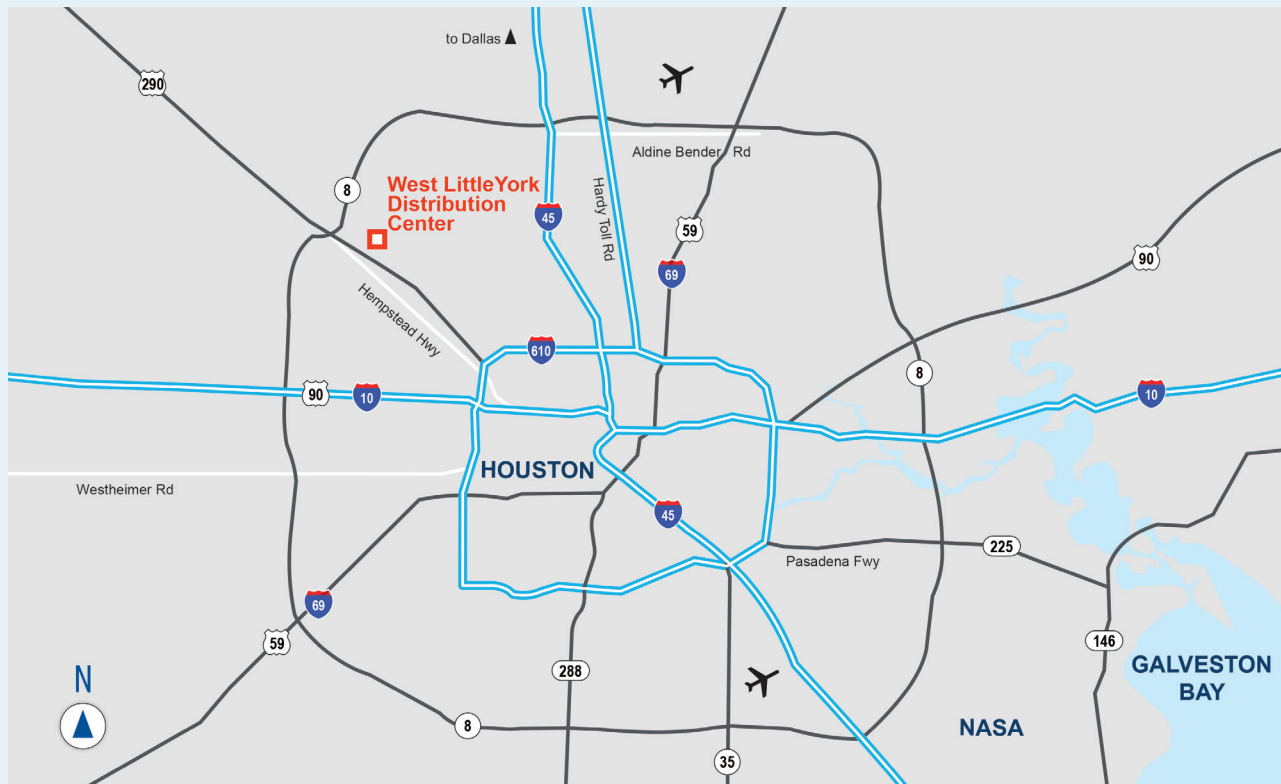 to Dallas
290
Aldine Bender Rd
8
West LittleYork
Distribution
Center
45
Hardy Toll Rd
59
69
90
Hempstead Hwy
610
8
90
10
10
HOUSTON
Westheimer Rd
45
225
Pasadena Fwy
69
59
146
288
GALVESTON
BAY
N
8
NASA
35